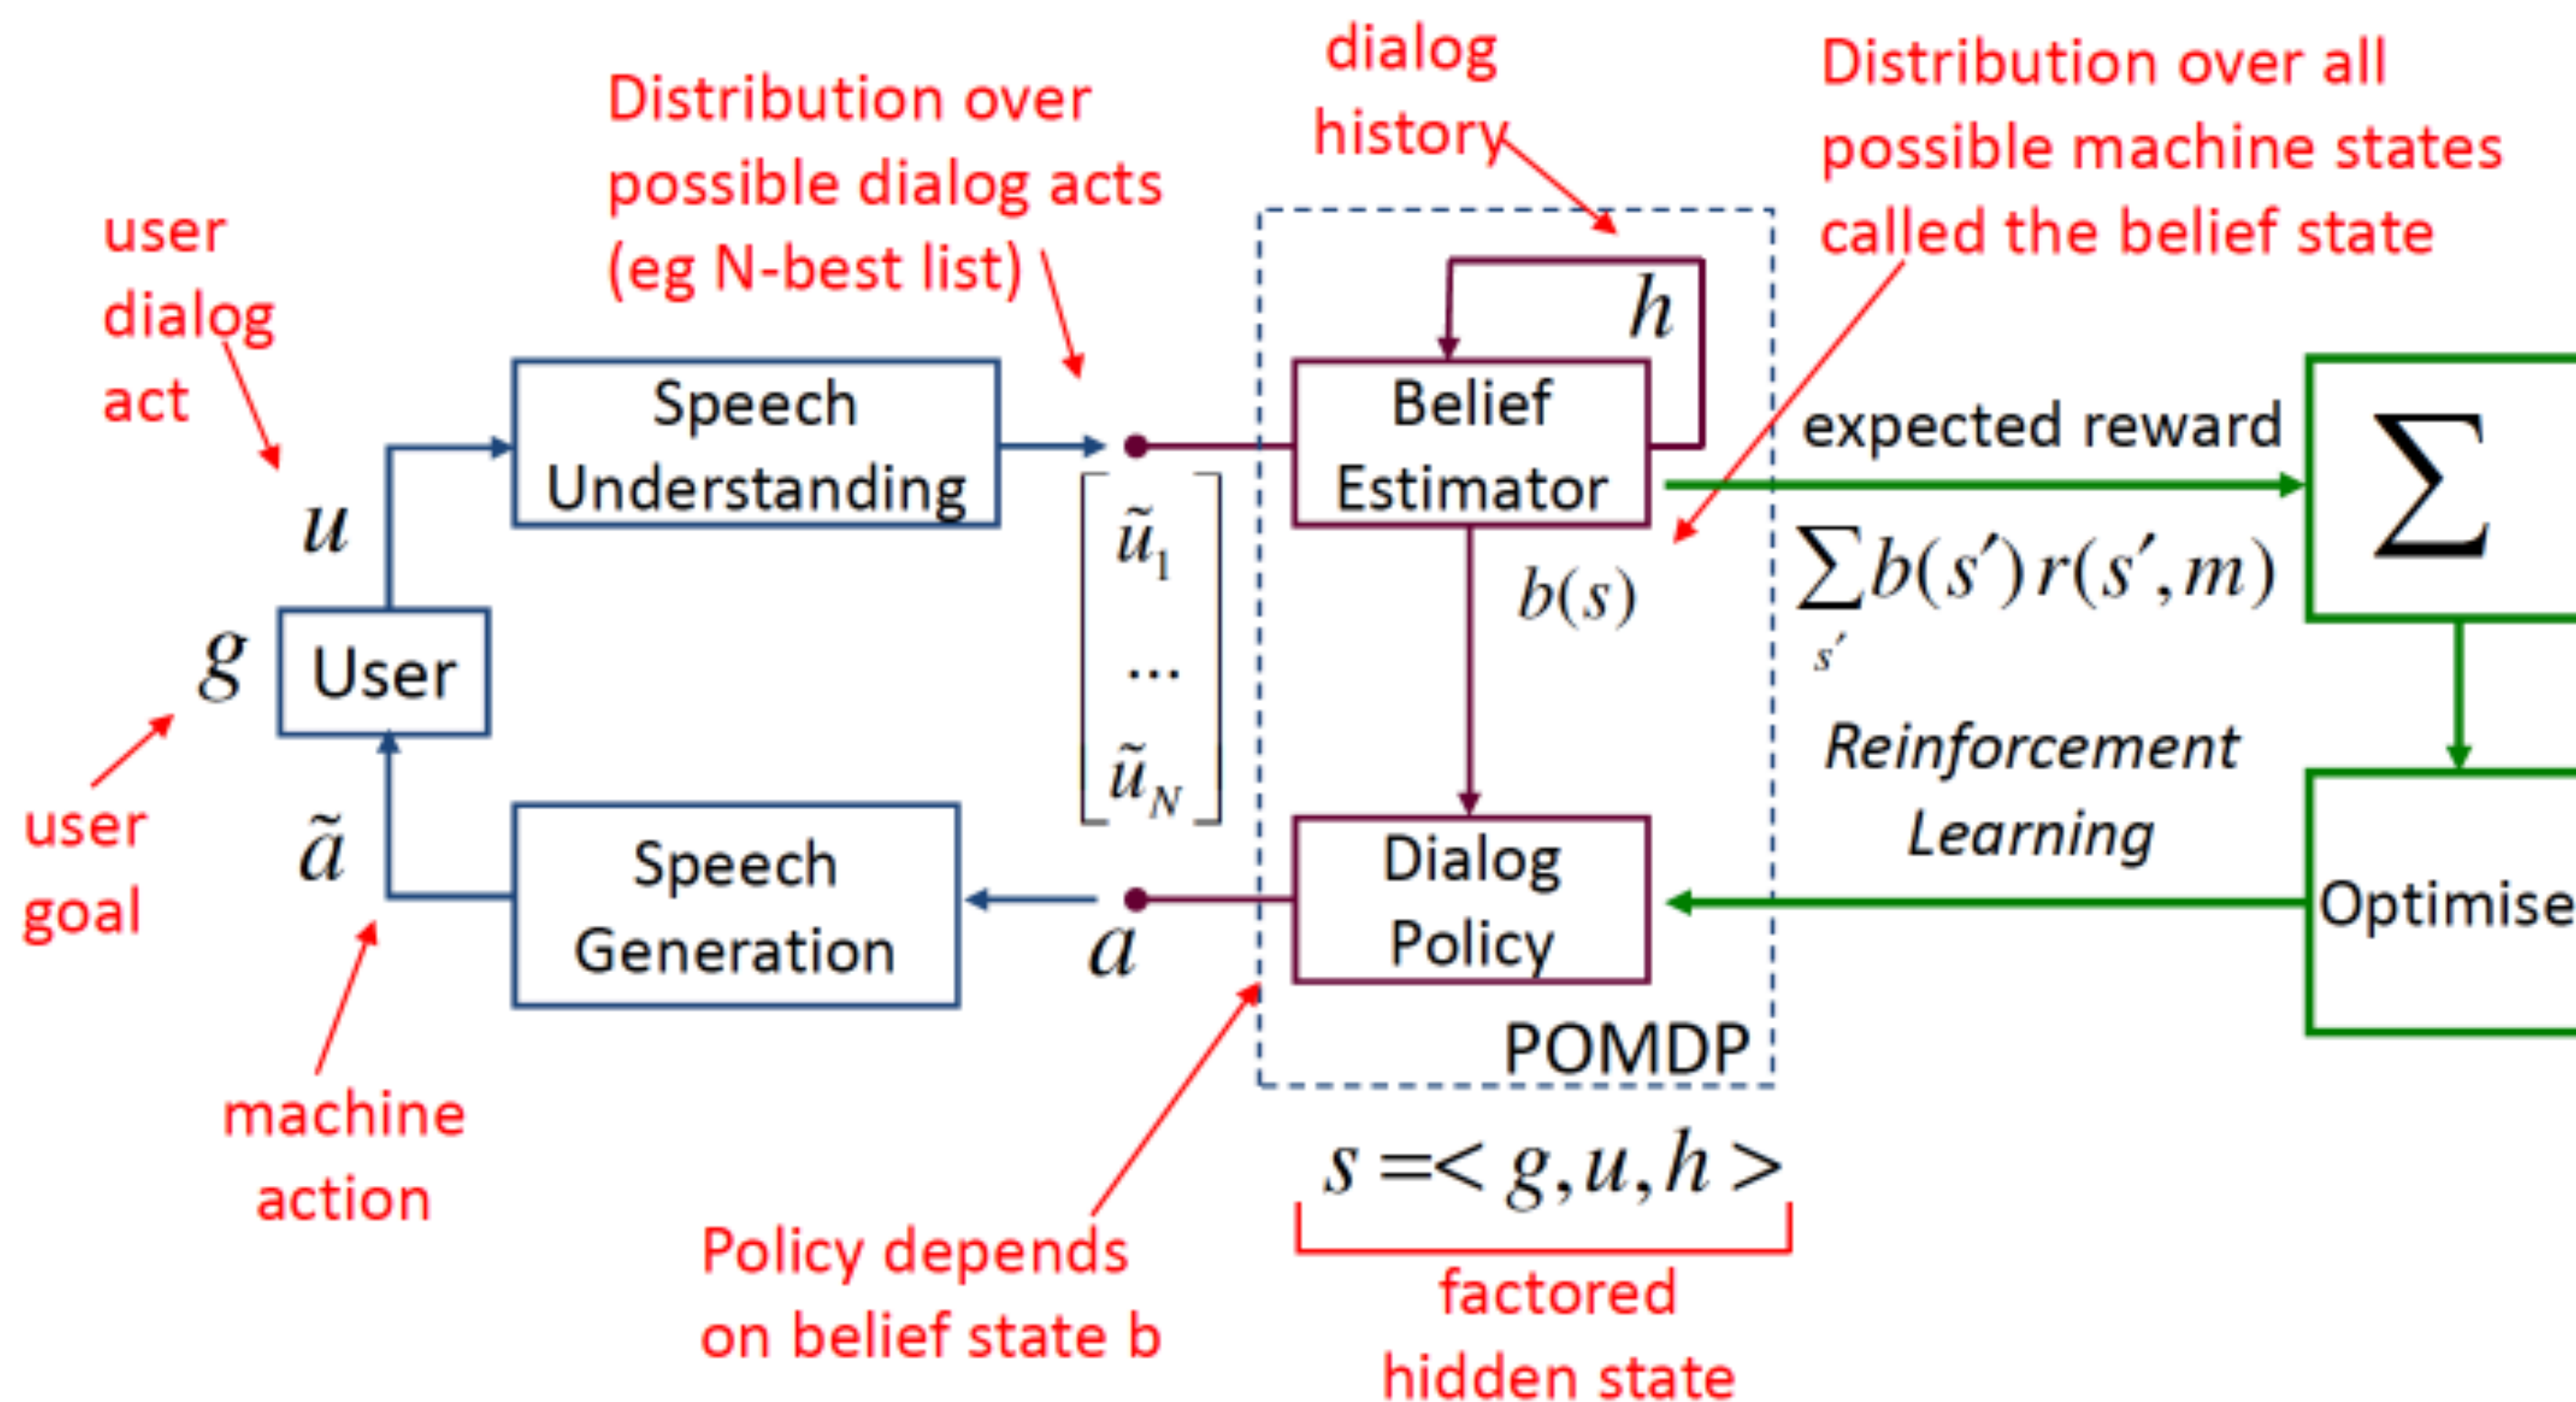 dialog
history
Distribution over all
possible machine states
called the belief state
Distribution over
possible dialog acts
(eg N-best list)
user
dialog
act
u
Speech
Understanding
Belief
Estimator
h
expected reward
∑
ũ₁
...
ũ_N
b(s)
∑ b(s′) r(s′, m)
s′
g
User
user
goal
ã
Speech
Generation
a
Dialog
Policy
Reinforcement
Learning
Optimise
POMDP
machine
action
s =< g, u, h >
Policy depends
on belief state b
factored
hidden state